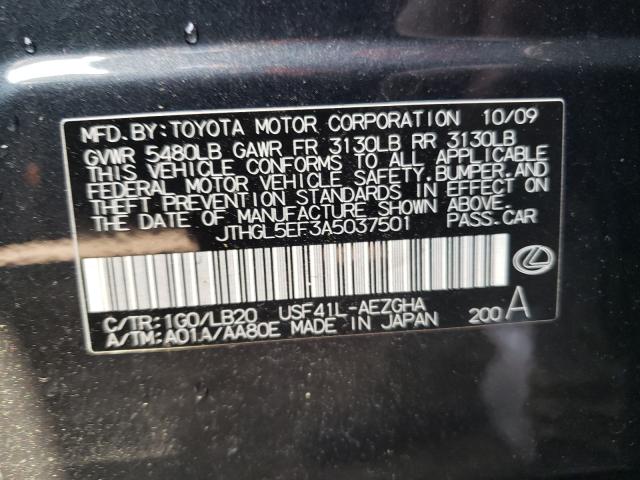 MFD.BY:TOYOTA MOTOR CORPORATION 10/09
GVWR 5480LB GAWR FR 3130LB RR 3130LB
THIS VEHICLE CONFORMS TO ALL APPLICABLE
FEDERAL MOTOR VEHICLE SAFETY.BUMPER.AND
THEFT PREVENTION STANDARDS IN EFFECT ON
THE DATE OF MANUFACTURE SHOWN ABOVE.
JTHGL5EF3A5037501 PASS.CAR
C/TR:1G0/LB20 USF41L-AEZGHA
A/TM:A01A/AA80E MADE IN JAPAN 200 A